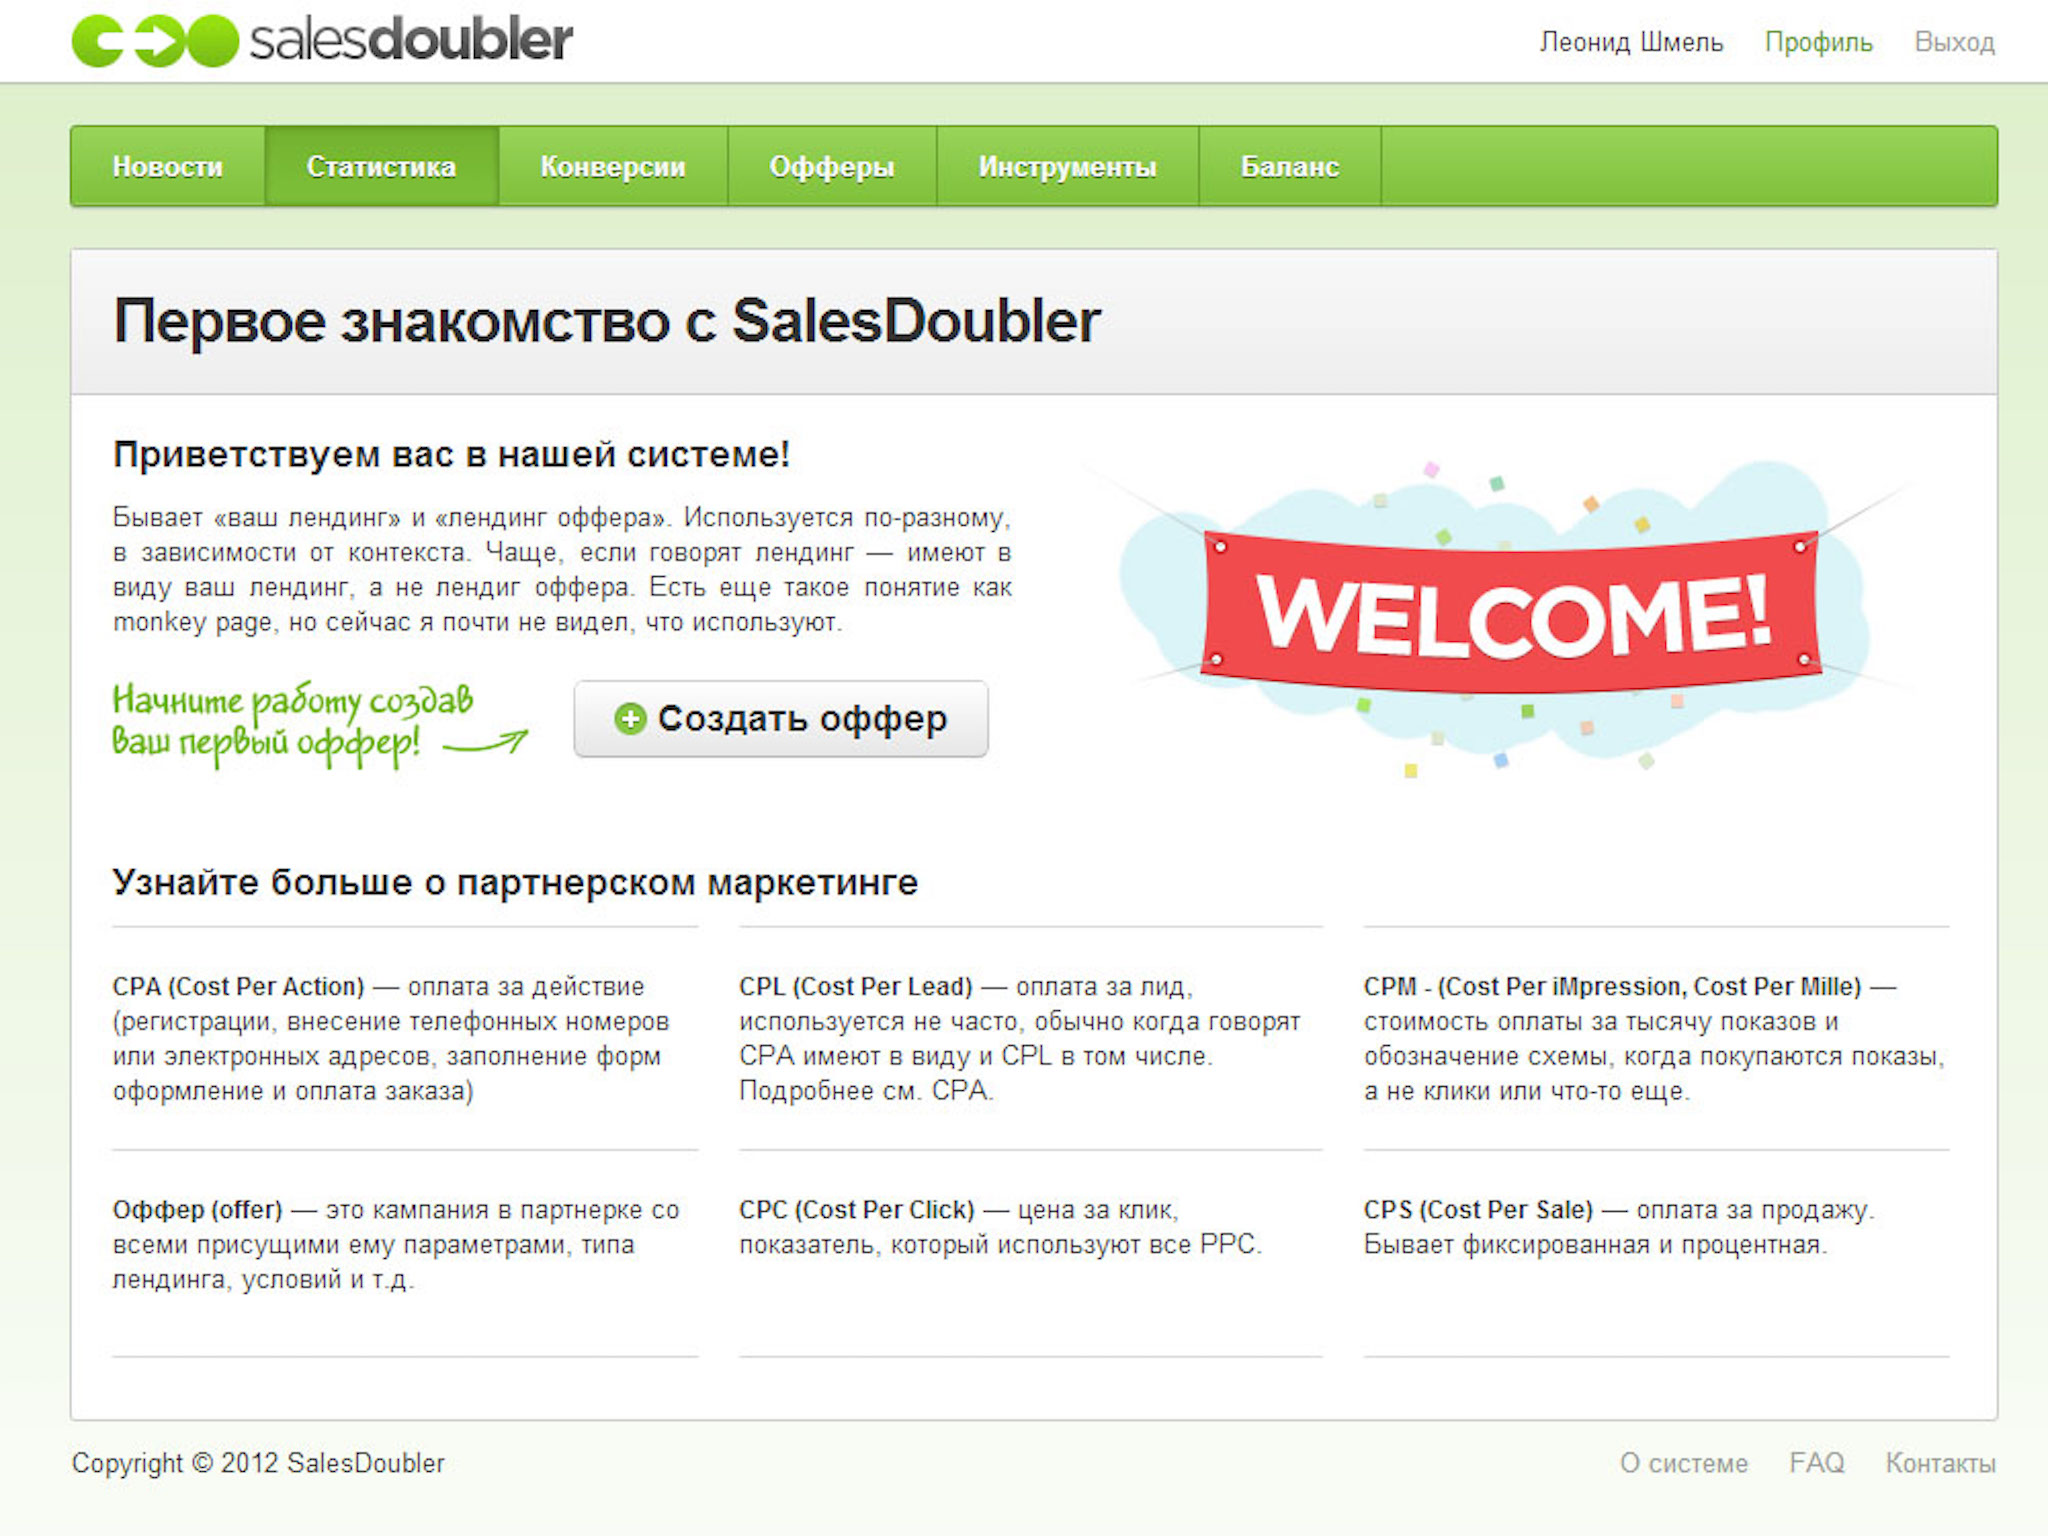 salesdoubler
Леонид Шмель Профиль Выход
Новости Статистика Конверсии Офферы Инструменты Баланс
Первое знакомство с SalesDoubler
Приветствуем вас в нашей системе!
Бывает «ваш лендинг» и «лендинг оффера». Используется по-разному,
в зависимости от контекста. Чаще, если говорят лендинг — имеют в
виду ваш лендинг, а не лендиг оффера. Есть еще такое понятие как
monkey page, но сейчас я почти не видел, что используют.
Начните работу создав
ваш первый оффер!
Создать оффер
WELCOME!
Узнайте больше о партнерском маркетинге
CPA (Cost Per Action) — оплата за действие
(регистрации, внесение телефонных номеров
или электронных адресов, заполнение форм
оформление и оплата заказа)
CPL (Cost Per Lead) — оплата за лид,
используется не часто, обычно когда говорят
CPA имеют в виду и CPL в том числе.
Подробнее см. CPA.
CPM - (Cost Per iMpression, Cost Per Mille) —
стоимость оплаты за тысячу показов и
обозначение схемы, когда покупаются показы,
а не клики или что-то еще.
Оффер (offer) — это кампания в партнерке со
всеми присущими ему параметрами, типа
лендинга, условий и т.д.
CPC (Cost Per Click) — цена за клик,
показатель, который используют все PPC.
CPS (Cost Per Sale) — оплата за продажу.
Бывает фиксированная и процентная.
Copyright © 2012 SalesDoubler
О системе FAQ Контакты